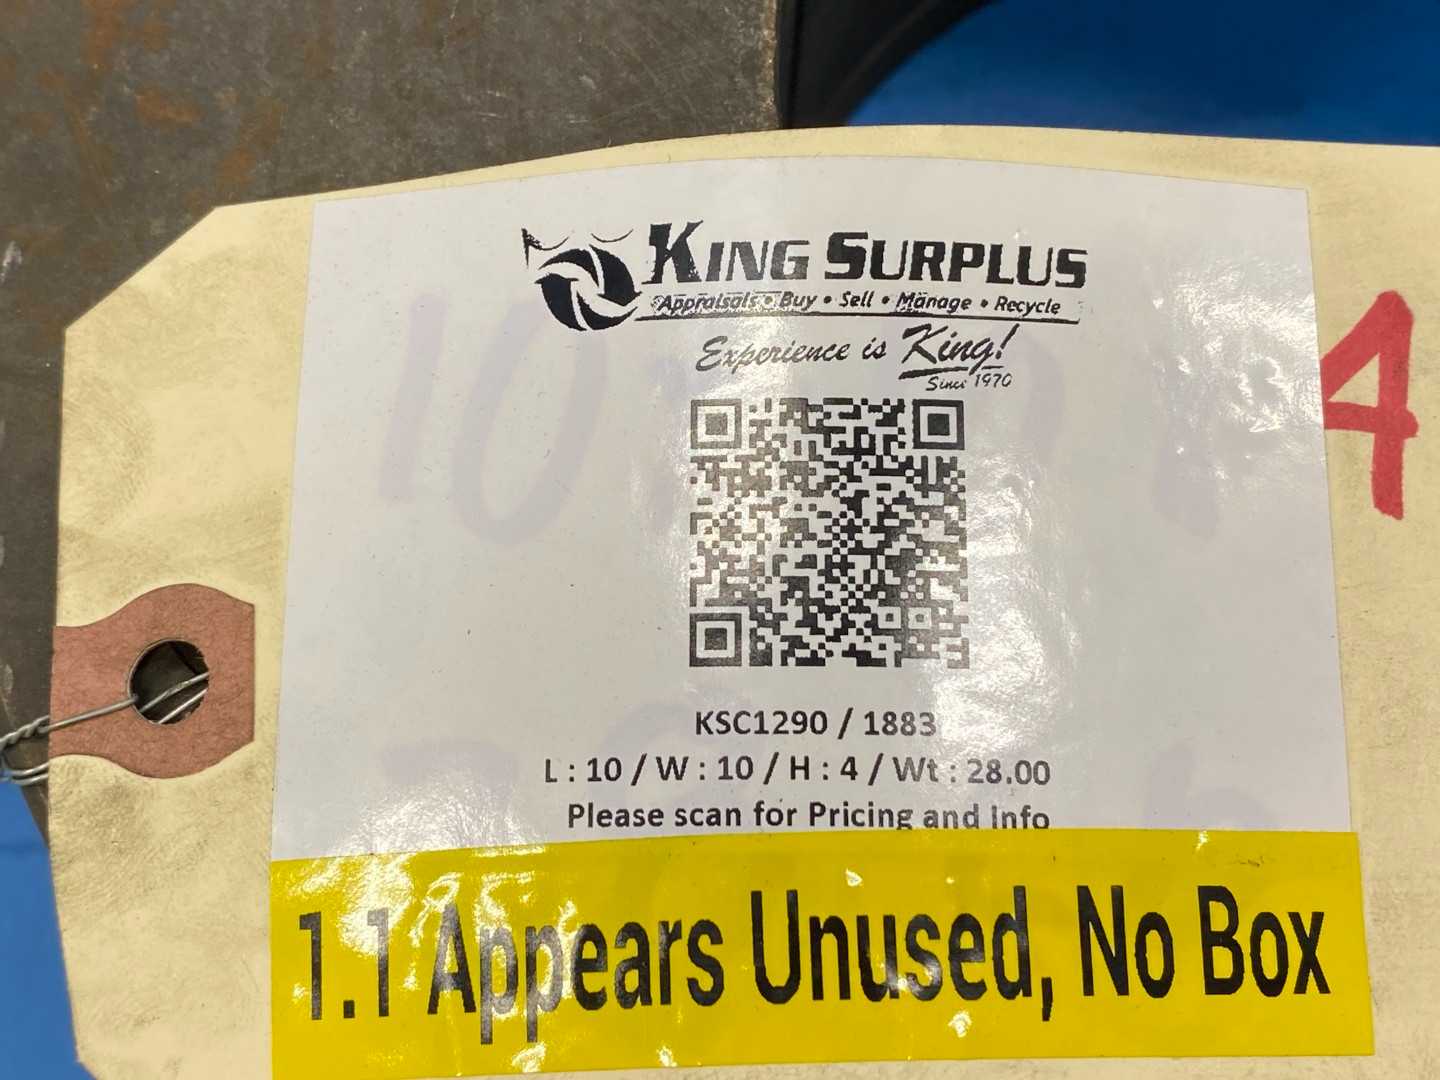 KING SURPLUS
Appraisals • Buy • Sell • Manage • Recycle
Experience is King!
Since 1970
4
KSC1290 / 1883
L : 10 / W : 10 / H : 4 / Wt : 28.00
Please scan for Pricing and Info
1.1 Appears Unused, No Box